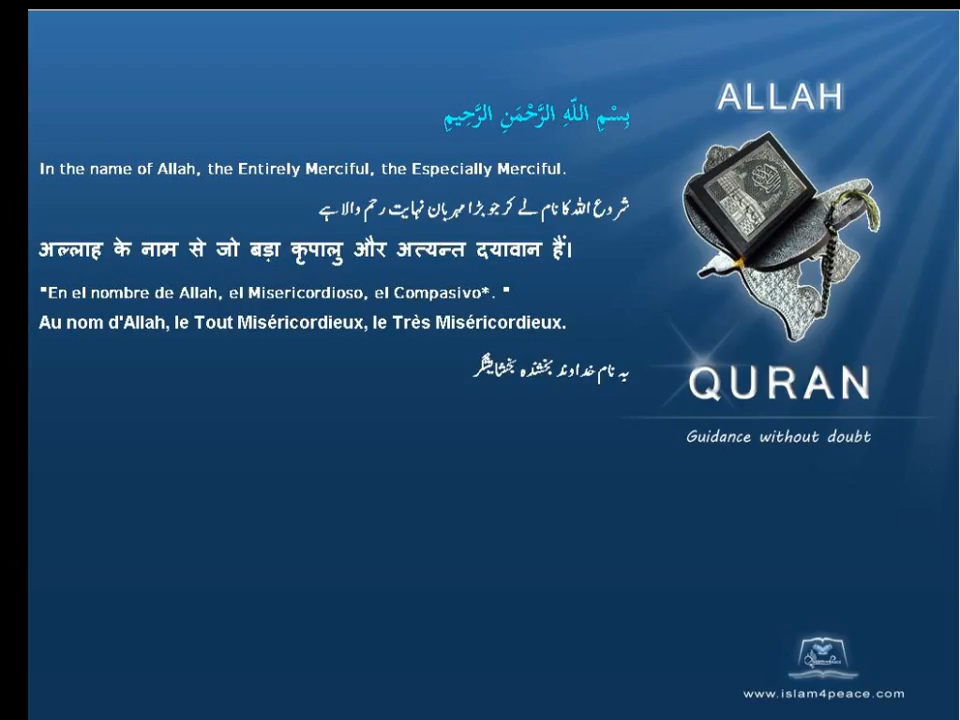 بِسْمِ اللَّهِ الرَّحْمَنِ الرَّحِيمِ
In the name of Allah, the Entirely Merciful, the Especially Merciful.
شروع الله کا نام لے کر جو بڑا مہربان نہایت رحم والا ہے
अल्लाह के नाम से जो बड़ा कृपालु और अत्यन्त दयावान हैं।
"En el nombre de Allah, el Misericordioso, el Compasivo*. "
Au nom d'Allah, le Tout Miséricordieux, le Très Miséricordieux.
به نام خداوند بخشنده بخشایشگر
ALLAH
QURAN
Guidance without doubt
www.islam4peace.com